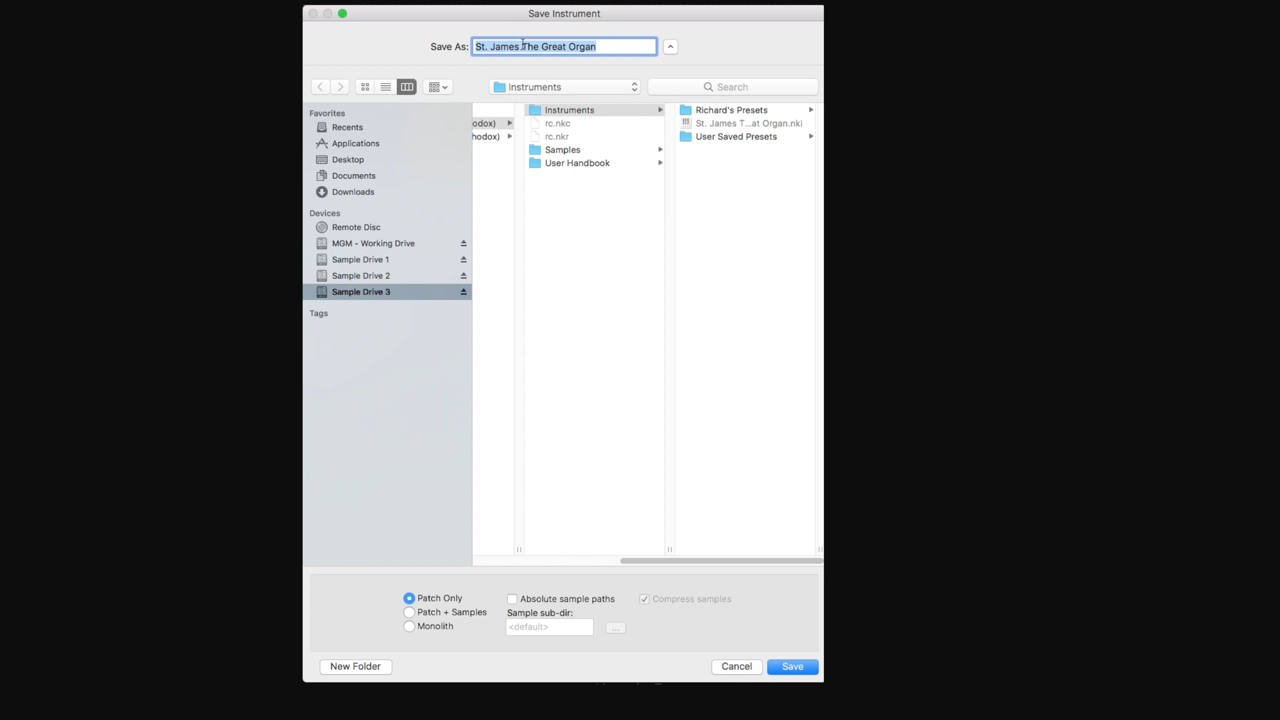 Save Instrument
Save As: St. James The Great Organ
Instruments
Search
Favorites
Recents
Applications
Desktop
Documents
Downloads
Devices
Remote Disc
MGM - Working Drive
Sample Drive 1
Sample Drive 2
Sample Drive 3
Tags
odox)
hodox)
Instruments
rc.nkc
rc.nkr
Samples
User Handbook
Richard's Presets
St. James T...at Organ.nki
User Saved Presets
Patch Only
Patch + Samples
Monolith
Absolute sample paths
Sample sub-dir:
<default>
...
Compress samples
New Folder
Cancel
Save